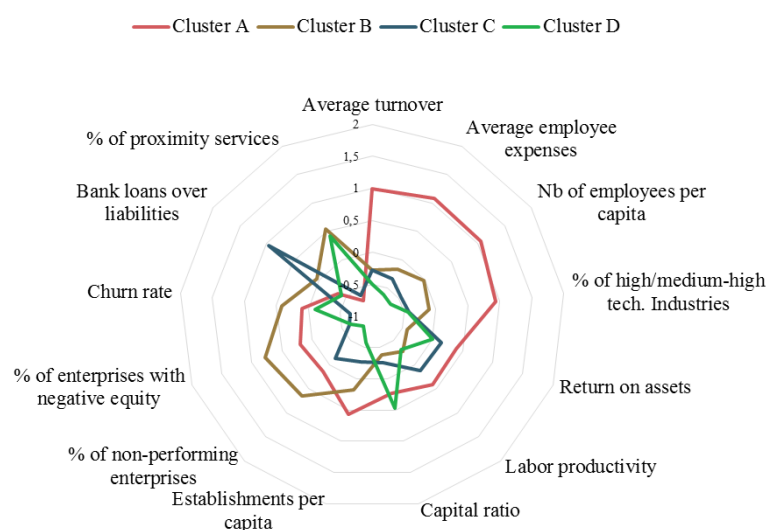 Cluster A Cluster B Cluster C Cluster D
Average turnover
2
1,5
1
0,5
0
-0,5
-1
Average employee
expenses
Nb of employees per
capita
% of high/medium-high
tech. Industries
Return on assets
Labor productivity
Capital ratio
Establishments per
capita
% of non-performing
enterprises
% of enterprises with
negative equity
Churn rate
Bank loans over
liabilities
% of proximity services